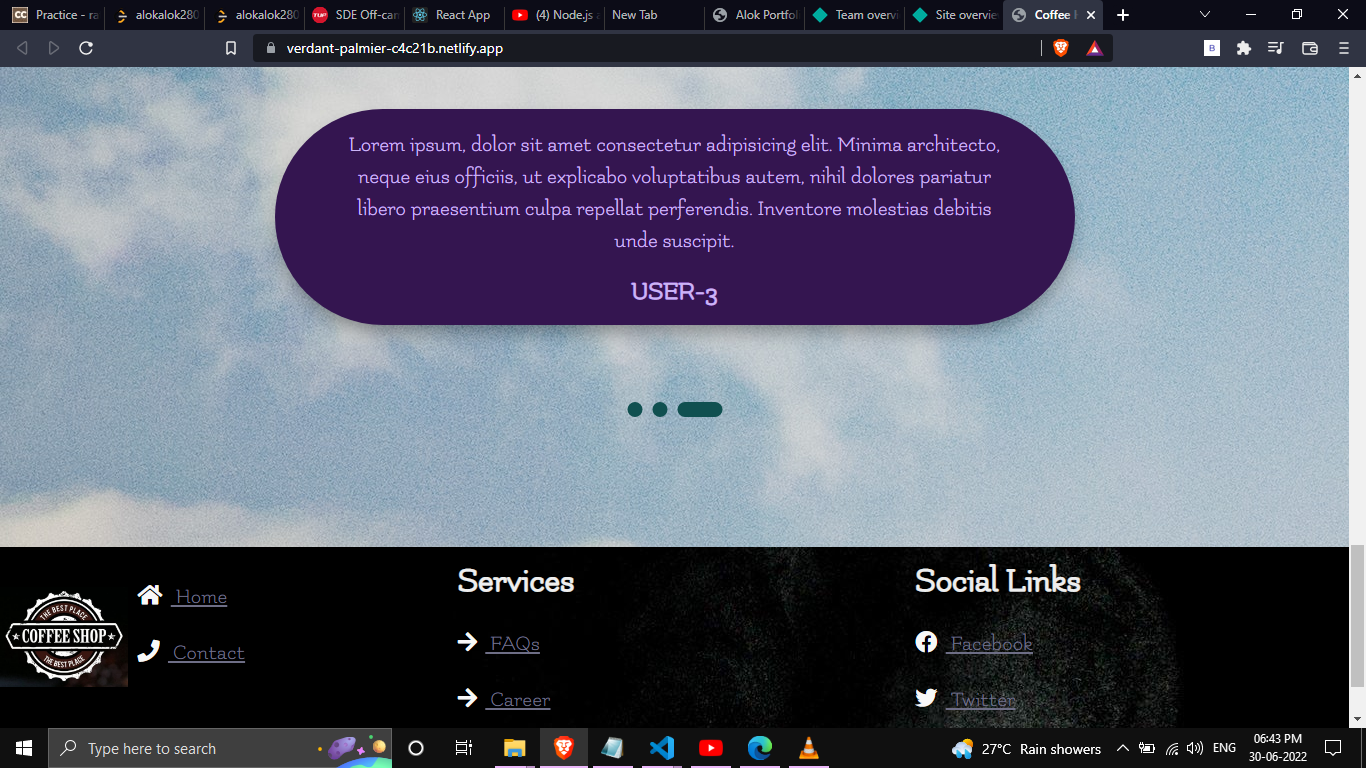 Practice - ra
alokalok280
alokalok280
TUF
SDE Off-can
React App
(4) Node.js a
New Tab
Alok Portfol
Team overvi
Site overvie
Coffee
verdant-palmier-c4c21b.netlify.app
Lorem ipsum, dolor sit amet consectetur adipisicing elit. Minima architecto,
neque eius officiis, ut explicabo voluptatibus autem, nihil dolores pariatur
libero praesentium culpa repellat perferendis. Inventore molestias debitis
unde suscipit.
USER-3
THE BEST PLACE
COFFEE SHOP
THE BEST PLACE
Home
Contact
Services
FAQs
Career
Social Links
Facebook
Twitter
Type here to search
27°C Rain showers
ENG
06:43 PM
30-06-2022